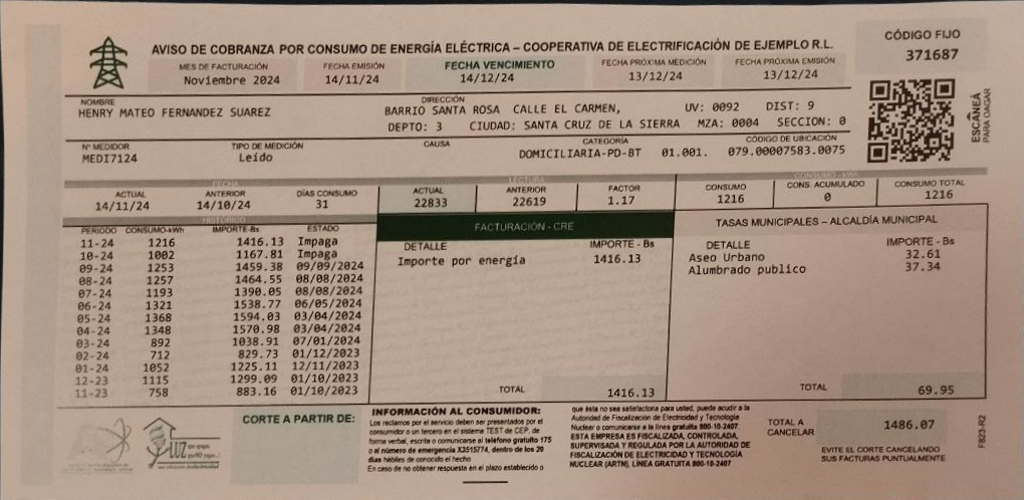 AVISO DE COBRANZA POR CONSUMO DE ENERGÍA ELÉCTRICA – COOPERATIVA DE ELECTRIFICACIÓN DE EJEMPLO R.L.
CÓDIGO FIJO
371687
MES DE FACTURACIÓN FECHA EMISIÓN FECHA VENCIMIENTO FECHA PRÓXIMA MEDICIÓN FECHA PRÓXIMA EMISIÓN
Noviembre 2024 14/11/24 14/12/24 13/12/24 13/12/24
NOMBRE DIRECCIÓN
HENRY MATEO FERNANDEZ SUAREZ BARRIO SANTA ROSA CALLE EL CARMEN, UV: 0092 DIST: 9
DEPTO: 3 CIUDAD: SANTA CRUZ DE LA SIERRA MZA: 0004 SECCION: 0
ESCÁNEA
PARA PAGAR
Nº MEDIDOR TIPO DE MEDICIÓN CAUSA CATEGORÍA CÓDIGO DE UBICACIÓN
MEDI7124 Leído DOMICILIARIA-PD-BT 01.001. 079.00007583.0075
FECHA LECTURA CONSUMO - kWh
ACTUAL ANTERIOR DÍAS CONSUMO ACTUAL ANTERIOR FACTOR CONSUMO CONS. ACUMULADO CONSUMO TOTAL
14/11/24 14/10/24 31 22833 22619 1.17 1216 0 1216
HISTÓRICO
PERIODO CONSUMO-kWh IMPORTE-Bs ESTADO
11-24 1216 1416.13 Impaga
10-24 1002 1167.81 Impaga
09-24 1253 1459.38 09/09/2024
08-24 1257 1464.55 08/08/2024
07-24 1193 1390.05 08/08/2024
06-24 1321 1538.77 06/05/2024
05-24 1368 1594.03 03/04/2024
04-24 1348 1570.98 03/04/2024
03-24 892 1038.91 07/01/2024
02-24 712 829.73 01/12/2023
01-24 1052 1225.11 12/11/2023
12-23 1115 1299.09 01/10/2023
11-23 758 883.16 01/10/2023
FACTURACIÓN - CRE
DETALLE IMPORTE - Bs
Importe por energía 1416.13
TOTAL 1416.13
TASAS MUNICIPALES – ALCALDÍA MUNICIPAL
DETALLE IMPORTE - Bs
Aseo Urbano 32.61
Alumbrado publico 37.34
TOTAL 69.95
luz
CORTE A PARTIR DE:
INFORMACIÓN AL CONSUMIDOR:
Los reclamos por el servicio deben ser presentados por el
consumidor o un tercero en el sistema TEST de CEP, de
forma verbal, escrita o comunicarse al teléfono gratuito 175
o al número de emergencia X3515774, dentro de los 20
días hábiles de conocido el hecho
En caso de no obtener respuesta en el plazo establecido o
que ésta no sea satisfactoria para usted, puede acudir a la
Autoridad de Fiscalización de Electricidad y Tecnología
Nuclear o comunicarse a la línea gratuita 800-10-2407
ESTA EMPRESA ES FISCALIZADA, CONTROLADA,
SUPERVISADA Y REGULADA POR LA AUTORIDAD DE
FISCALIZACIÓN DE ELECTRICIDAD Y TECNOLOGÍA
NUCLEAR (AETN). LÍNEA GRATUITA 800-10-2407
TOTAL A
CANCELAR
1486.07
EVITE EL CORTE CANCELANDO
SUS FACTURAS PUNTUALMENTE
F823-R2